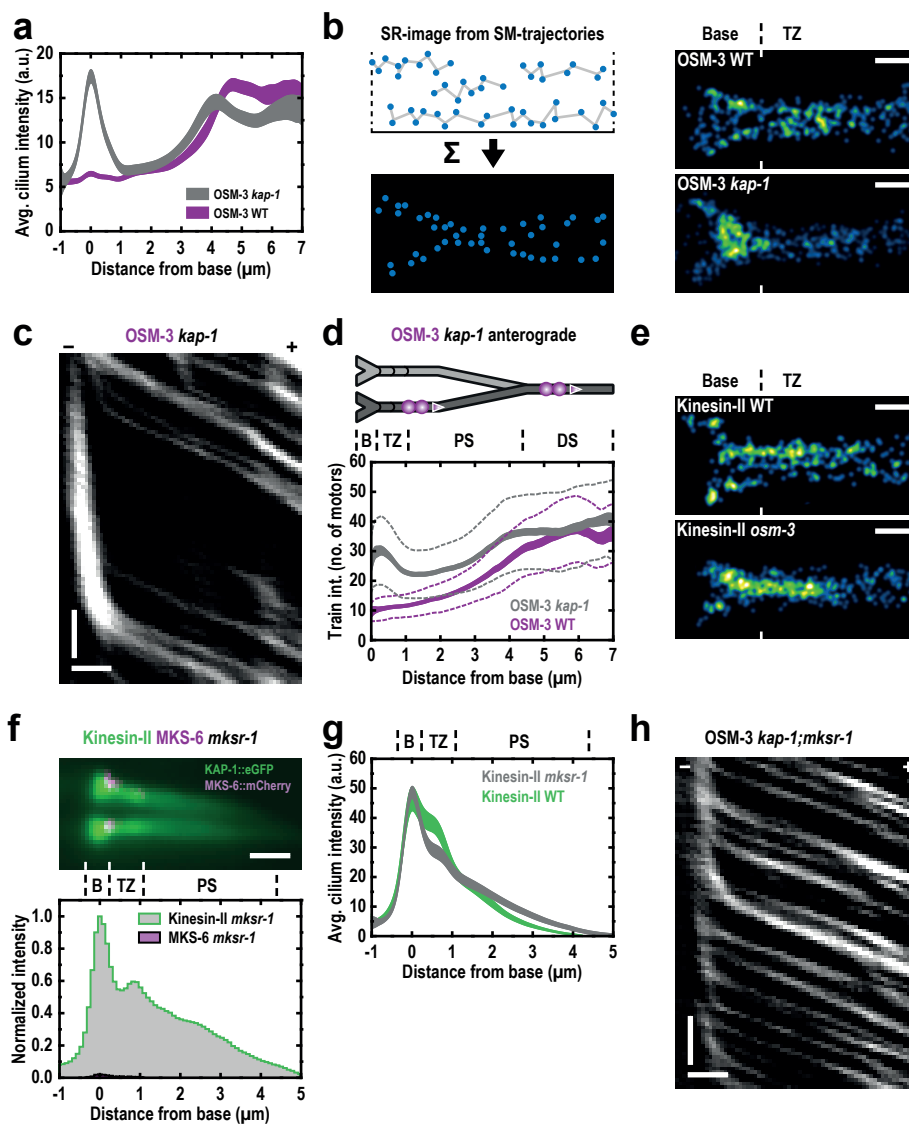 a
20
15
10
5
0
Avg. cilium intensity (a.u.)
OSM-3 kap-1
OSM-3 WT
-1 0 1 2 3 4 5 6 7
Distance from base (µm)
b
SR-image from SM-trajectories
Σ
Base TZ
OSM-3 WT
OSM-3 kap-1
c
OSM-3 kap-1
– +
d
OSM-3 kap-1 anterograde
B TZ PS DS
60
50
40
30
20
10
0
Train int. (no. of motors)
OSM-3 kap-1
OSM-3 WT
0 1 2 3 4 5 6 7
Distance from base (µm)
e
Base TZ
Kinesin-II WT
Kinesin-II osm-3
f
Kinesin-II MKS-6 mksr-1
KAP-1::eGFP
MKS-6::mCherry
B TZ PS
1.0
0.8
0.6
0.4
0.2
0.0
Normalized intensity
Kinesin-II mksr-1
MKS-6 mksr-1
-1 0 1 2 3 4 5
Distance from base (µm)
g
B TZ PS
60
50
40
30
20
10
0
Avg. cilium intensity (a.u.)
Kinesin-II mksr-1
Kinesin-II WT
-1 0 1 2 3 4 5
Distance from base (µm)
h
OSM-3 kap-1;mksr-1
– +